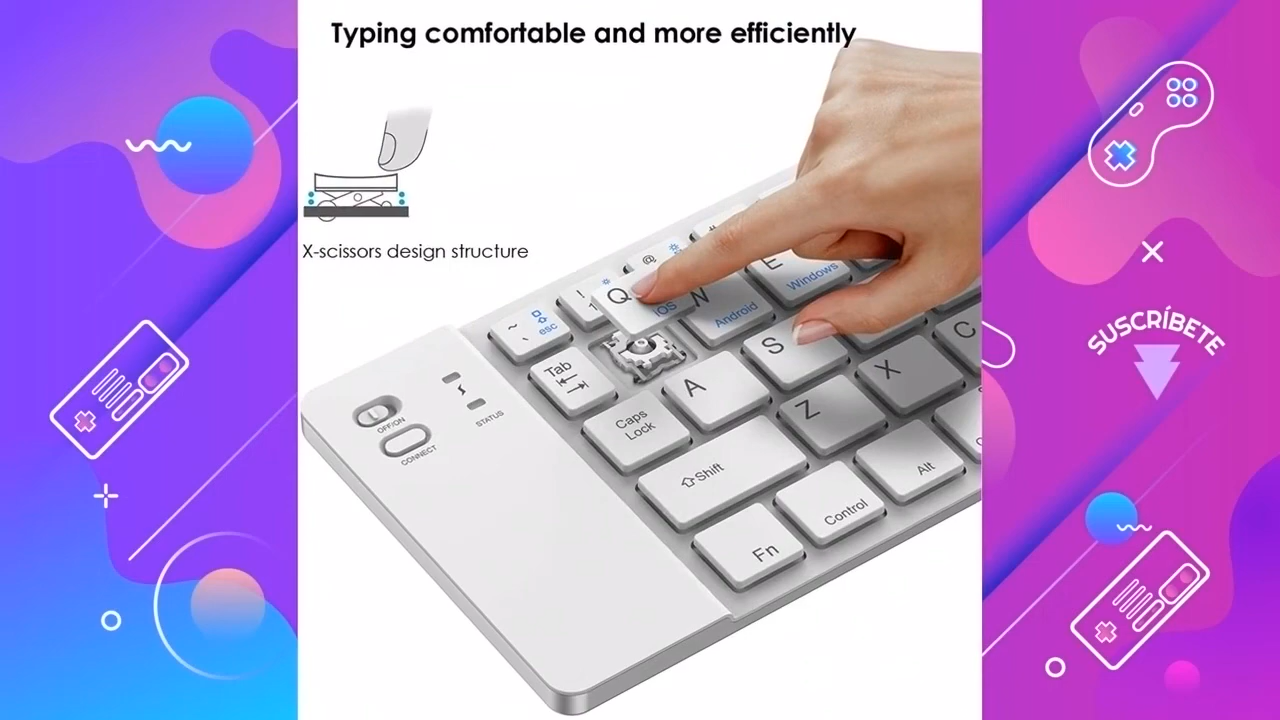 Typing comfortable and more efficiently
X-scissors design structure
SUSCRÍBETE
~
esc
!
1
@
Q
iOS
Android
E
Windows
Tab
A
S
Caps
Lock
Z
X
C
Shift
Alt
Control
Fn
OFF/ON
CONNECT
STATUS